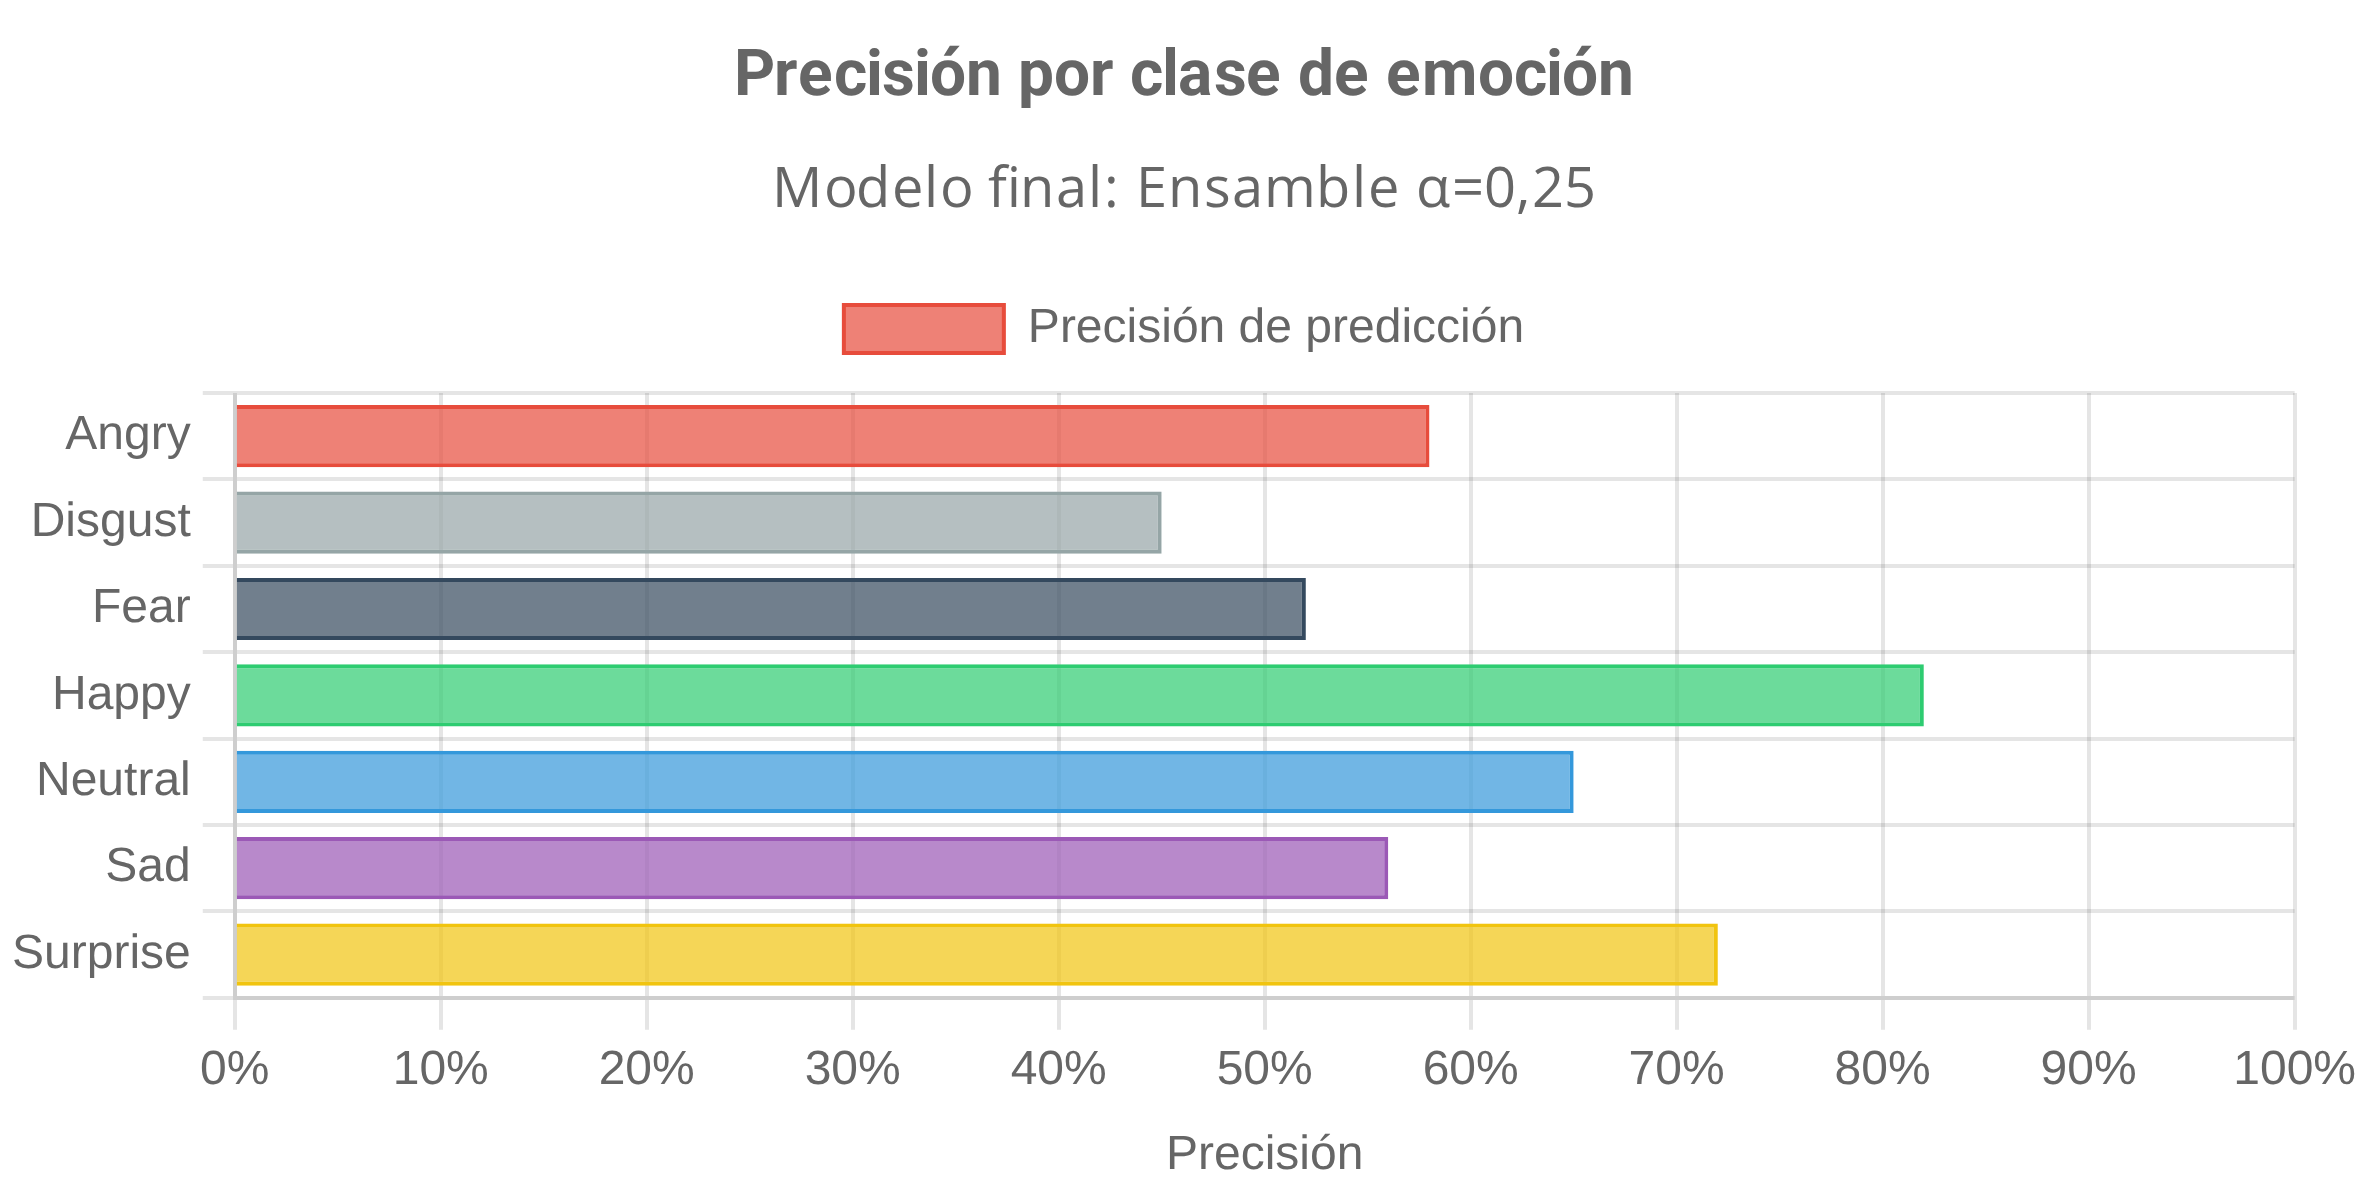 Precisión por clase de emoción
Modelo final: Ensamble α=0,25
Precisión de predicción
Angry
Disgust
Fear
Happy
Neutral
Sad
Surprise
0% 10% 20% 30% 40% 50% 60% 70% 80% 90% 100%
Precisión